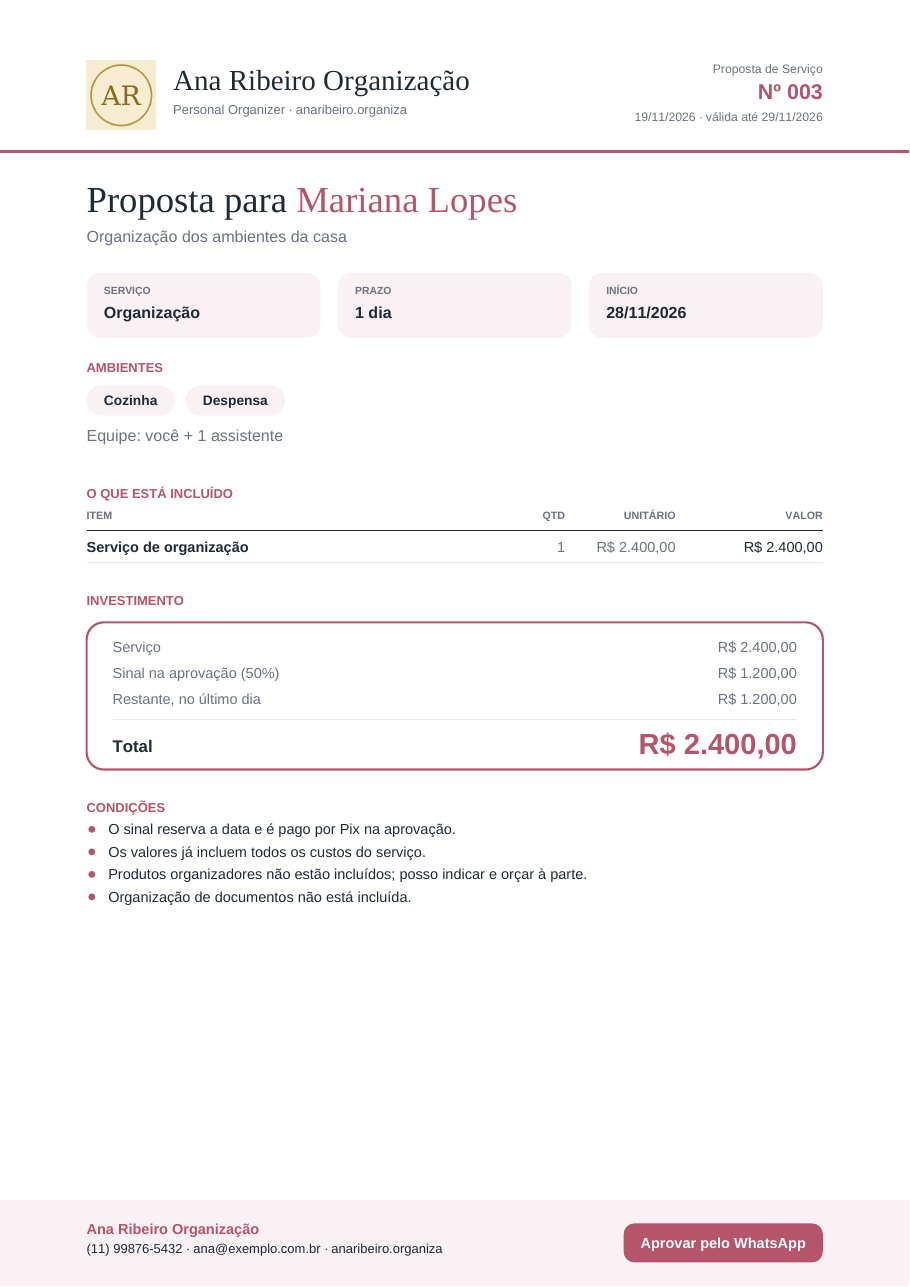 AR
Ana Ribeiro Organização
Personal Organizer · anaribeiro.organiza
Proposta de Serviço
Nº 003
19/11/2026 · válida até 29/11/2026
Proposta para Mariana Lopes
Organização dos ambientes da casa
SERVIÇO
Organização
PRAZO
1 dia
INÍCIO
28/11/2026
AMBIENTES
Cozinha Despensa
Equipe: você + 1 assistente
O QUE ESTÁ INCLUÍDO
ITEM QTD UNITÁRIO VALOR
Serviço de organização 1 R$ 2.400,00 R$ 2.400,00
INVESTIMENTO
Serviço R$ 2.400,00
Sinal na aprovação (50%) R$ 1.200,00
Restante, no último dia R$ 1.200,00
Total R$ 2.400,00
CONDIÇÕES
● O sinal reserva a data e é pago por Pix na aprovação.
● Os valores já incluem todos os custos do serviço.
● Produtos organizadores não estão incluídos; posso indicar e orçar à parte.
● Organização de documentos não está incluída.
Ana Ribeiro Organização
(11) 99876-5432 · ana@exemplo.com.br · anaribeiro.organiza
Aprovar pelo WhatsApp